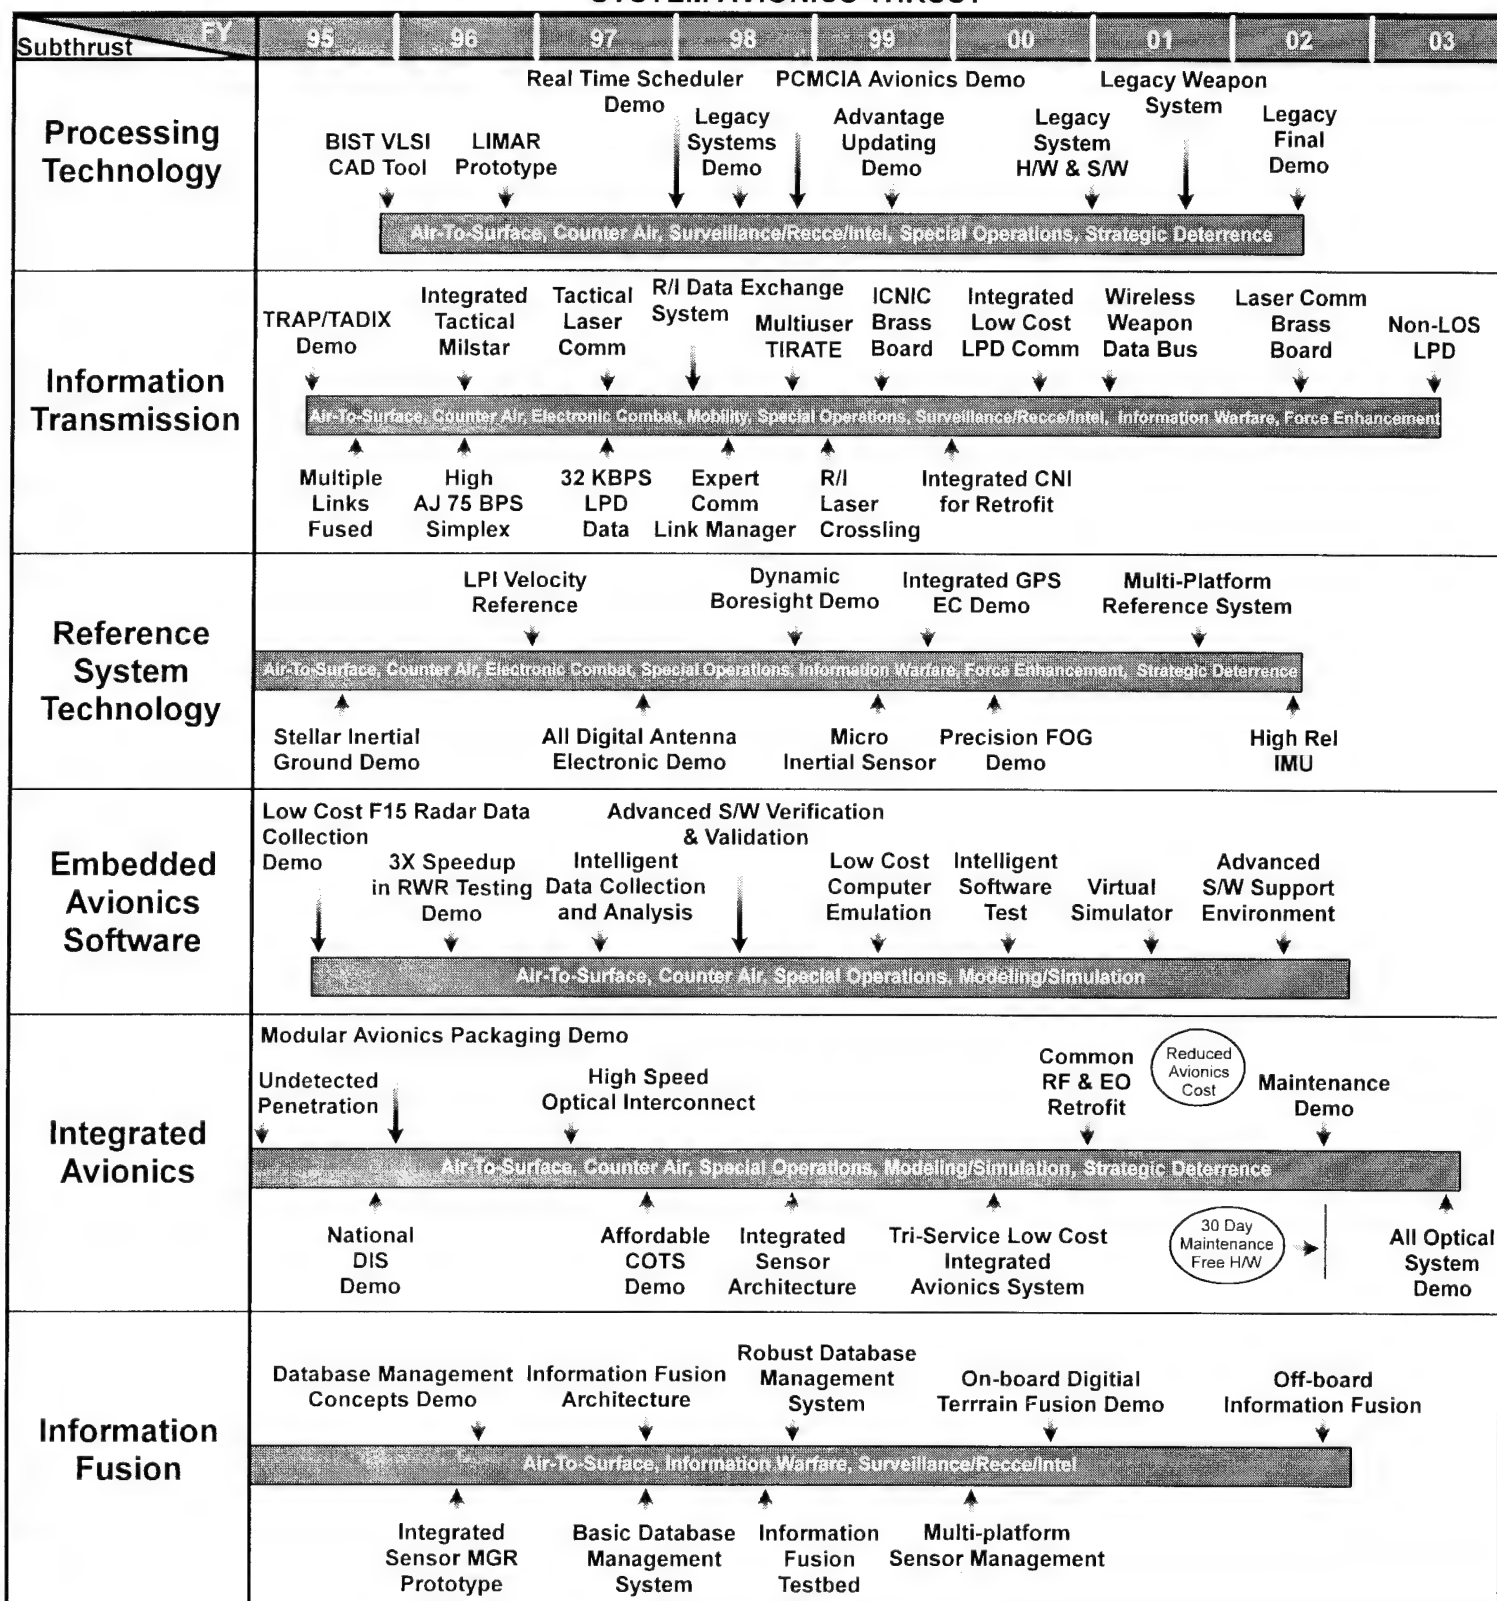 SYSTEM AVIONICS THRUST
FY
Subthrust
95 96 97 98 99 00 01 02 03
Processing
Technology
Real Time Scheduler
Demo
PCMCIA Avionics Demo
Legacy Weapon
System
BIST VLSI
CAD Tool
LIMAR
Prototype
Legacy
Systems
Demo
Advantage
Updating
Demo
Legacy
System
H/W & S/W
Legacy
Final
Demo
Air-To-Surface, Counter Air, Surveillance/Recce/Intel, Special Operations, Strategic Deterrence
Information
Transmission
TRAP/TADIX
Demo
Integrated
Tactical
Milstar
Tactical
Laser
Comm
R/I Data Exchange
System
Multiuser
TIRATE
ICNIC
Brass
Board
Integrated
Low Cost
LPD Comm
Wireless
Weapon
Data Bus
Laser Comm
Brass
Board
Non-LOS
LPD
Air-To-Surface, Counter Air, Electronic Combat, Mobility, Special Operations, Surveillance/Recce/Intel, Information Warfare, Force Enhancement
Multiple
Links
Fused
High
AJ 75 BPS
Simplex
32 KBPS
LPD
Data
Expert
Comm
Link Manager
R/I
Laser
Crossling
Integrated CNI
for Retrofit
Reference
System
Technology
LPI Velocity
Reference
Dynamic
Boresight Demo
Integrated GPS
EC Demo
Multi-Platform
Reference System
Air-To-Surface, Counter Air, Electronic Combat, Special Operations, Information Warfare, Force Enhancement, Strategic Deterrence
Stellar Inertial
Ground Demo
All Digital Antenna
Electronic Demo
Micro
Inertial Sensor
Precision FOG
Demo
High Rel
IMU
Embedded
Avionics
Software
Low Cost F15 Radar Data
Collection
Demo
3X Speedup
in RWR Testing
Demo
Intelligent
Data Collection
and Analysis
Advanced S/W Verification
& Validation
Low Cost
Computer
Emulation
Intelligent
Software
Test
Virtual
Simulator
Advanced
S/W Support
Environment
Air-To-Surface, Counter Air, Special Operations, Modeling/Simulation
Integrated
Avionics
Modular Avionics Packaging Demo
Undetected
Penetration
High Speed
Optical Interconnect
Common
RF & EO
Retrofit
Reduced
Avionics
Cost
Maintenance
Demo
Air-To-Surface, Counter Air, Special Operations, Modeling/Simulation, Strategic Deterrence
National
DIS
Demo
Affordable
COTS
Demo
Integrated
Sensor
Architecture
Tri-Service Low Cost
Integrated
Avionics System
30 Day
Maintenance
Free H/W
All Optical
System
Demo
Information
Fusion
Database Management
Concepts Demo
Information Fusion
Architecture
Robust Database
Management
System
On-board Digitial
Terrrain Fusion Demo
Off-board
Information Fusion
Air-To-Surface, Information Warfare, Surveillance/Recce/Intel
Integrated
Sensor MGR
Prototype
Basic Database
Management
System
Information
Fusion
Testbed
Multi-platform
Sensor Management